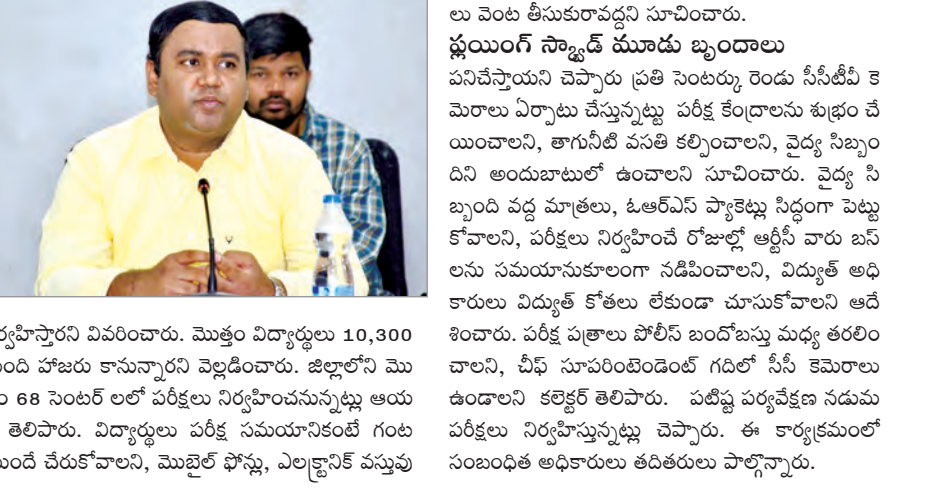 ర్వహిస్తారని వివరించారు. మొత్తం విద్యార్థులు 10,300
మంది హాజరు కానున్నారని వెల్లడించారు. జిల్లాలోని మొ
68 సెంటర్ లలో పరీక్షలు నిర్వహించనున్నట్లు ఆయ
తెలిపారు. విద్యార్థులు పరీక్ష సమయానికంటే గంట
ముందే చేరుకోవాలని, మొబైల్ ఫోన్లు, ఎలక్ట్రానిక్ వస్తువు
లు వెంట తీసుకురావద్దని సూచించారు.
ఫ్లయింగ్ స్క్వాడ్ మూడు బృందాలు
పనిచేస్తాయని చెప్పారు ప్రతి సెంటర్కు రెండు సీసీటీవీ కె
మెరాలు ఏర్పాటు చేస్తున్నట్టు పరీక్ష కేంద్రాలను శుభ్రం చే
యించాలని, తాగునీటి వసతి కల్పించాలని, వైద్య సిబ్బం
దిని అందుబాటులో ఉంచాలని సూచించారు. వైద్య సి
బ్బంది వద్ద మాత్రలు, ఓఆర్ఎస్ ప్యాకెట్లు సిద్ధంగా పెట్టు
కోవాలని, పరీక్షలు నిర్వహించే రోజుల్లో ఆర్టీసీ వారు బస్
లను సమయానుకూలంగా నడిపించాలని, విద్యుత్ అధి
కారులు విద్యుత్ కోతలు లేకుండా చూసుకోవాలని ఆదే
శించారు. పరీక్ష పత్రాలు పోలీస్ బందోబస్తు మధ్య తరలిం
చాలని, చీఫ్ సూపరింటెండెంట్ గదిలో సీసీ కెమెరాలు
ఉండాలని కలెక్టర్ తెలిపారు. పటిష్ట పర్యవేక్షణ నడుమ
పరీక్షలు నిర్వహిస్తున్నట్లు చెప్పారు. ఈ కార్యక్రమంలో
సంబంధిత అధికారులు తదితరులు పాల్గొన్నారు.